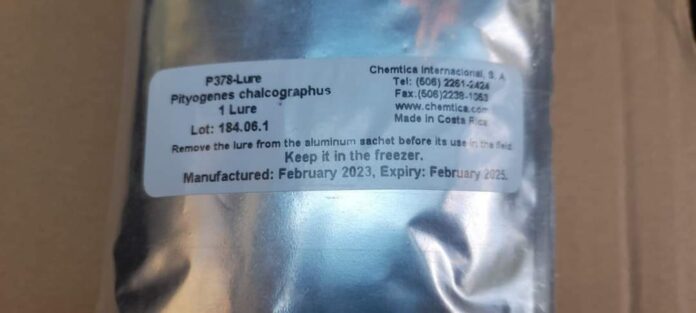 P378-Lure
Pityogenes chalcographus
1 Lure
Lot: 184.06.1
Chemtica Internacional, S. A
Tel: (506) 2261-2424
Fax:(506)2238-1053
www.chemtica.com
Made in Costa Rica
Remove the lure from the aluminum sachet before its use in the field.
Keep it in the freezer.
Manufactured: February 2023, Expiry: February 2025.